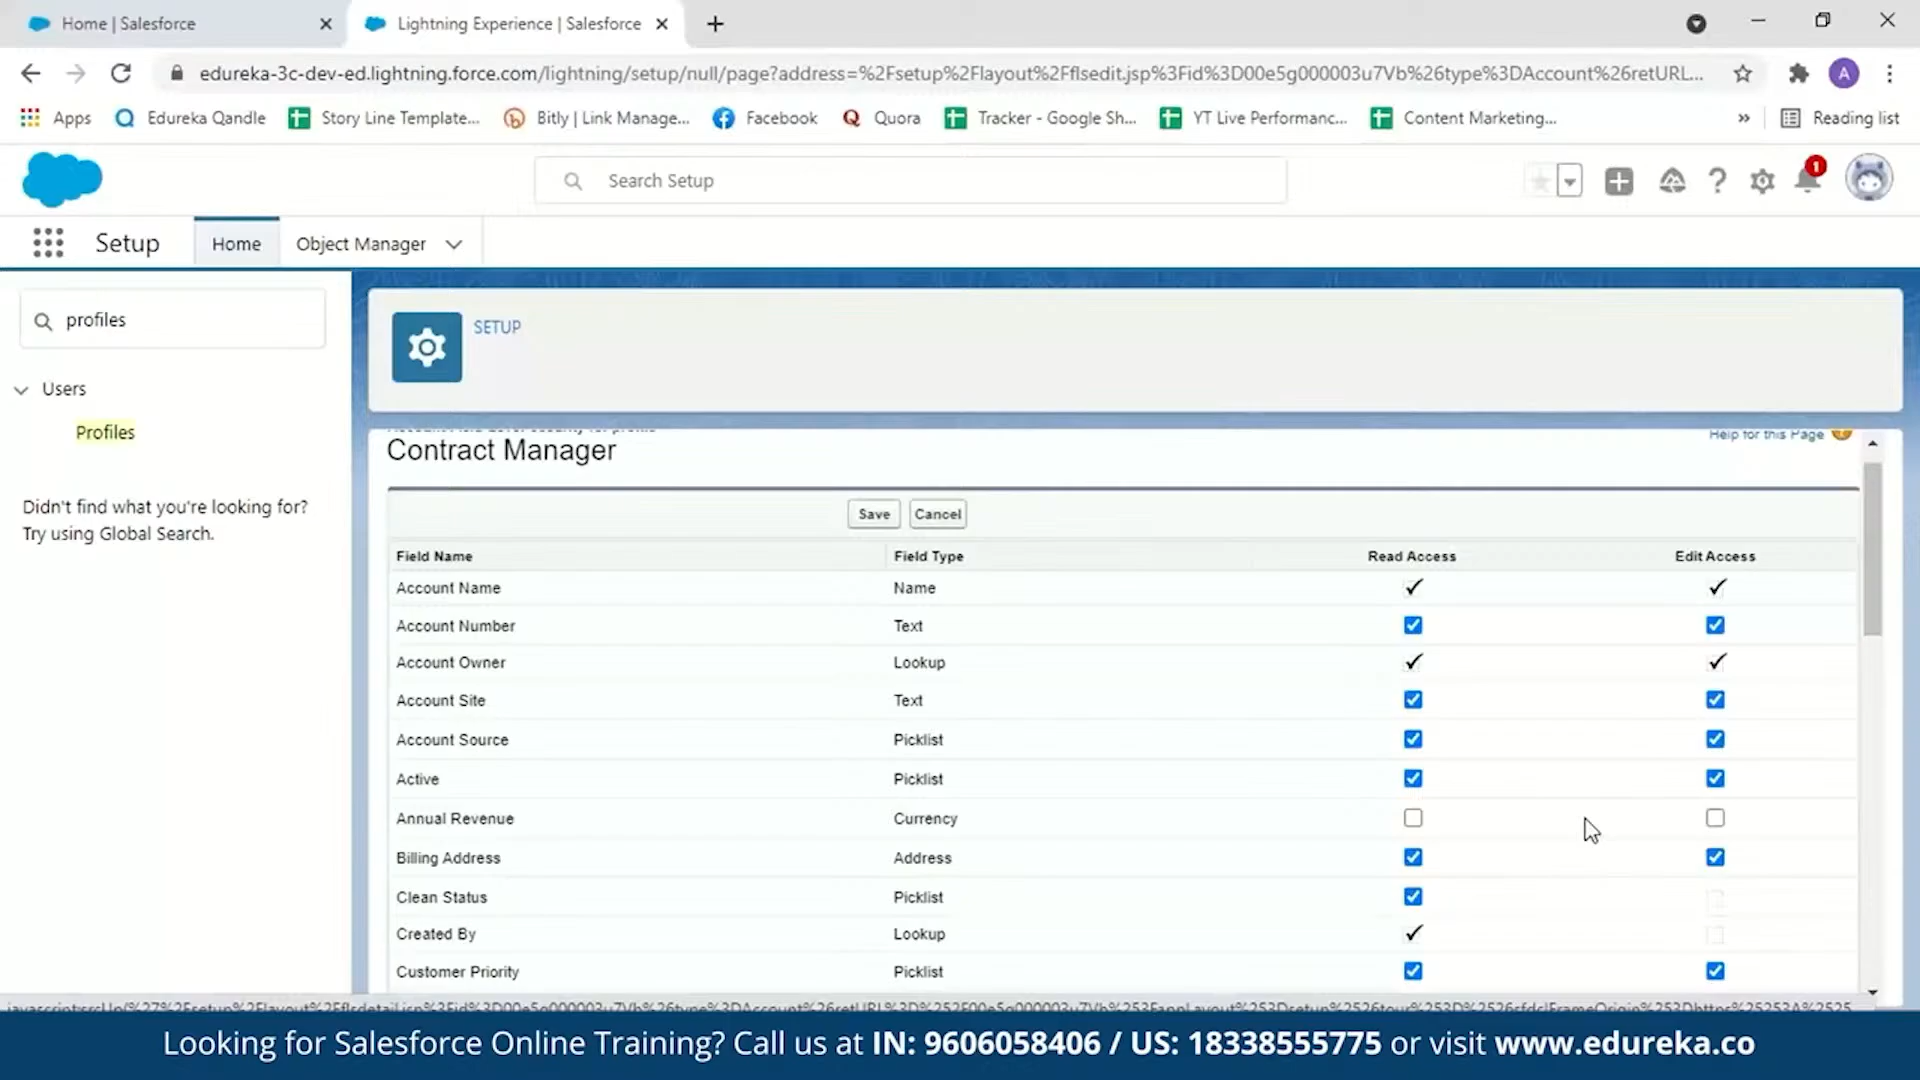 Home | Salesforce
Lightning Experience | Salesforce
edureka-3c-dev-ed.lightning.force.com/lightning/setup/null/page?address=%2Fsetup%2Flayout%2Fflsedit.jsp%3Fid%3D00e5g000003u7Vb%26type%3DAccount%26retURL...
A
Apps
Edureka Qandle
Story Line Template...
Bitly | Link Manage...
Facebook
Quora
Tracker - Google Sh...
YT Live Performanc...
Content Marketing...
»
Reading list
Search Setup
1
Setup
Home
Object Manager
profiles
Users
Profiles
Didn't find what you're looking for?
Try using Global Search.
SETUP
Help for this Page
Contract Manager
Save
Cancel
Field Name Field Type Read Access Edit Access
Account Name Name
Account Number Text
Account Owner Lookup
Account Site Text
Account Source Picklist
Active Picklist
Annual Revenue Currency
Billing Address Address
Clean Status Picklist
Created By Lookup
Customer Priority Picklist
Looking for Salesforce Online Training? Call us at IN: 9606058406 / US: 18338555775 or visit www.edureka.co